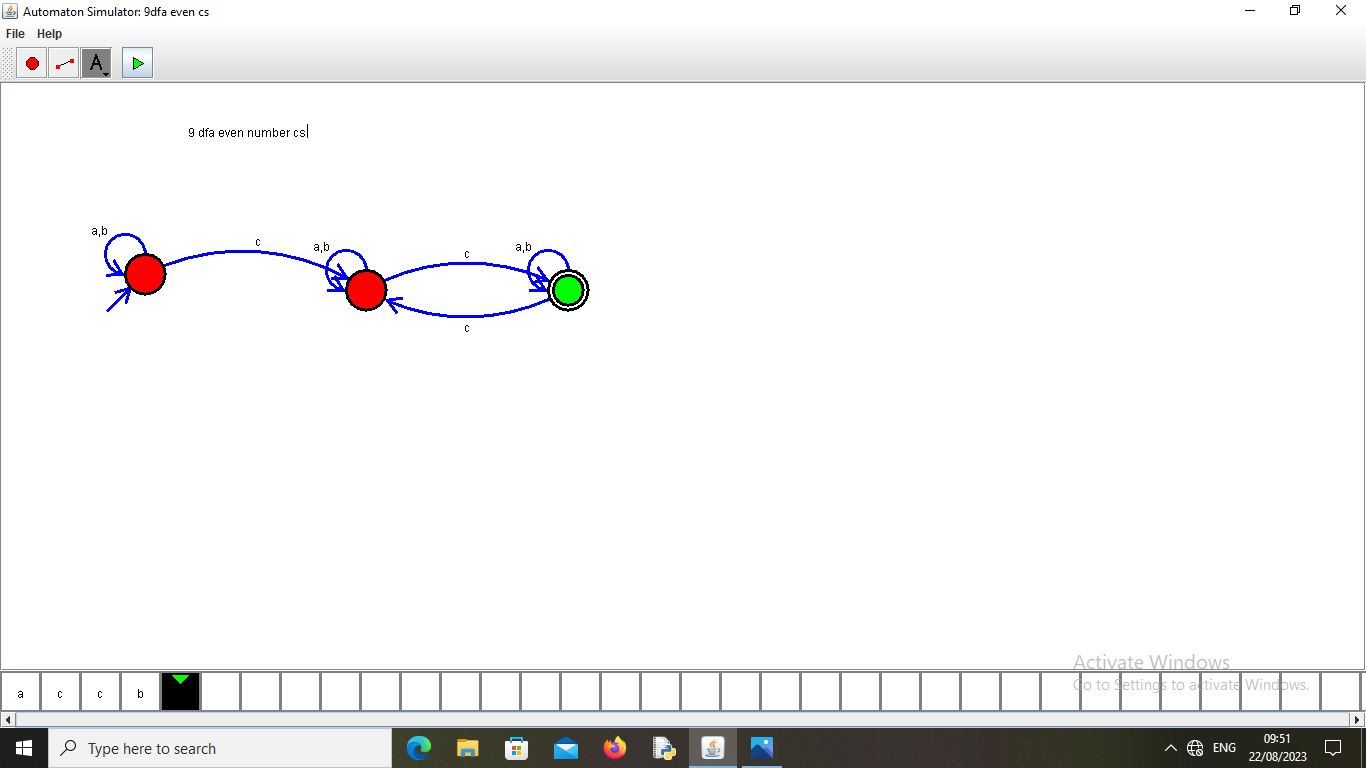 Automaton Simulator: 9dfa even cs
File Help
A
9 dfa even number cs
a,b
c
a,b
c
a,b
c
Activate Windows
Go to Settings to activate Windows.
a c c b
Type here to search
ENG
09:51
22/08/2023